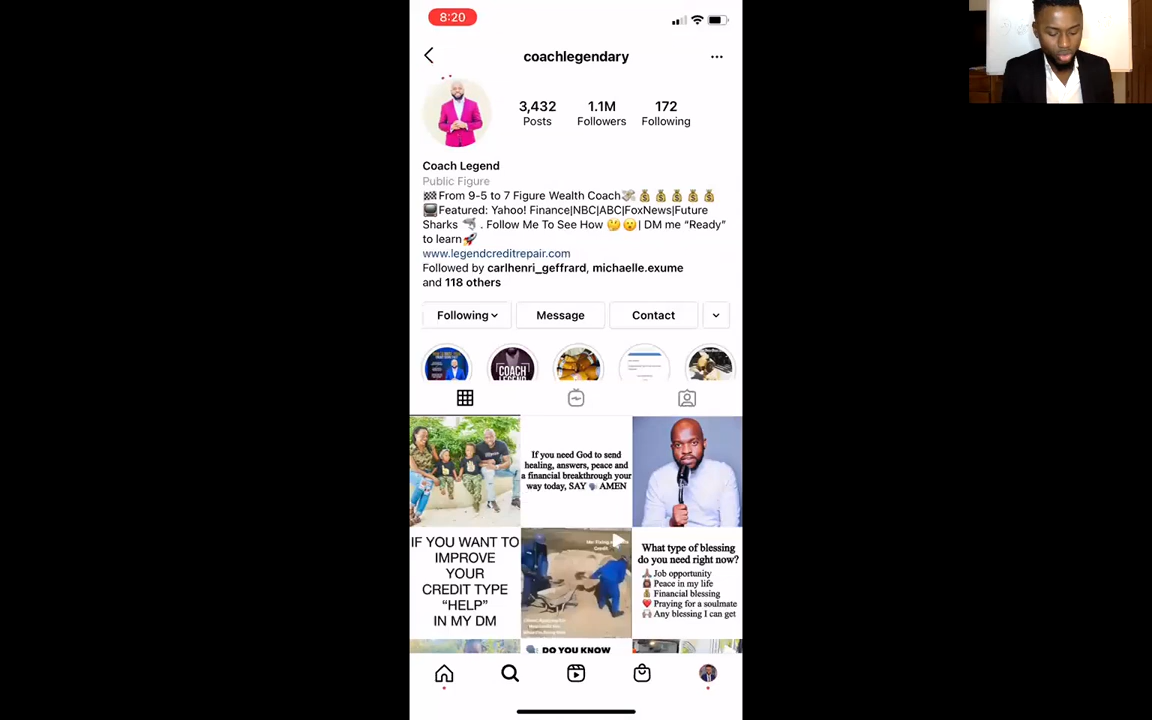 8:20
coachlegendary
3,432
1.1M
172
Posts
Followers
Following
Coach Legend
Public Figure
🏁From 9-5 to 7 Figure Wealth Coach💸💰💰💰💰💰
Featured: Yahoo! Finance|NBC|ABC|FoxNews|Future
Sharks 🦈 . Follow Me To See How 🤔😮| DM me “Ready”
to learn🚀
www.legendcreditrepair.com
Followed by carlhenri_geffrard, michaelle.exume
and 118 others
Following
Message
Contact
COACH
If you need God to send
healing, answers, peace and
a financial breakthrough your
way today, SAY 🗣 AMEN
IF YOU WANT TO
IMPROVE
YOUR
CREDIT TYPE
“HELP”
IN MY DM
Credit
What type of blessing
do you need right now?
Job opportunity
Peace in my life
Financial blessing
Praying for a soulmate
Any blessing I can get
DO YOU KNOW